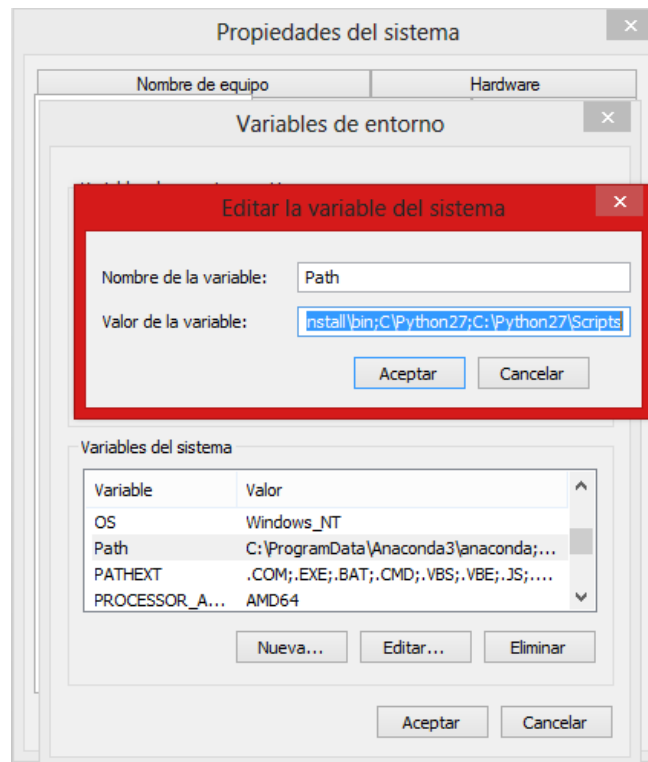 Propiedades del sistema
Nombre de equipo Hardware
Variables de entorno
Editar la variable del sistema
Nombre de la variable: Path
Valor de la variable: nstall\bin;C\Python27;C:\Python27\Scripts
Aceptar Cancelar
Variables del sistema
Variable Valor
OS Windows_NT
Path C:\ProgramData\Anaconda3\anaconda;...
PATHEXT .COM;.EXE;.BAT;.CMD;.VBS;.VBE;.JS;....
PROCESSOR_A... AMD64
Nueva... Editar... Eliminar
Aceptar Cancelar